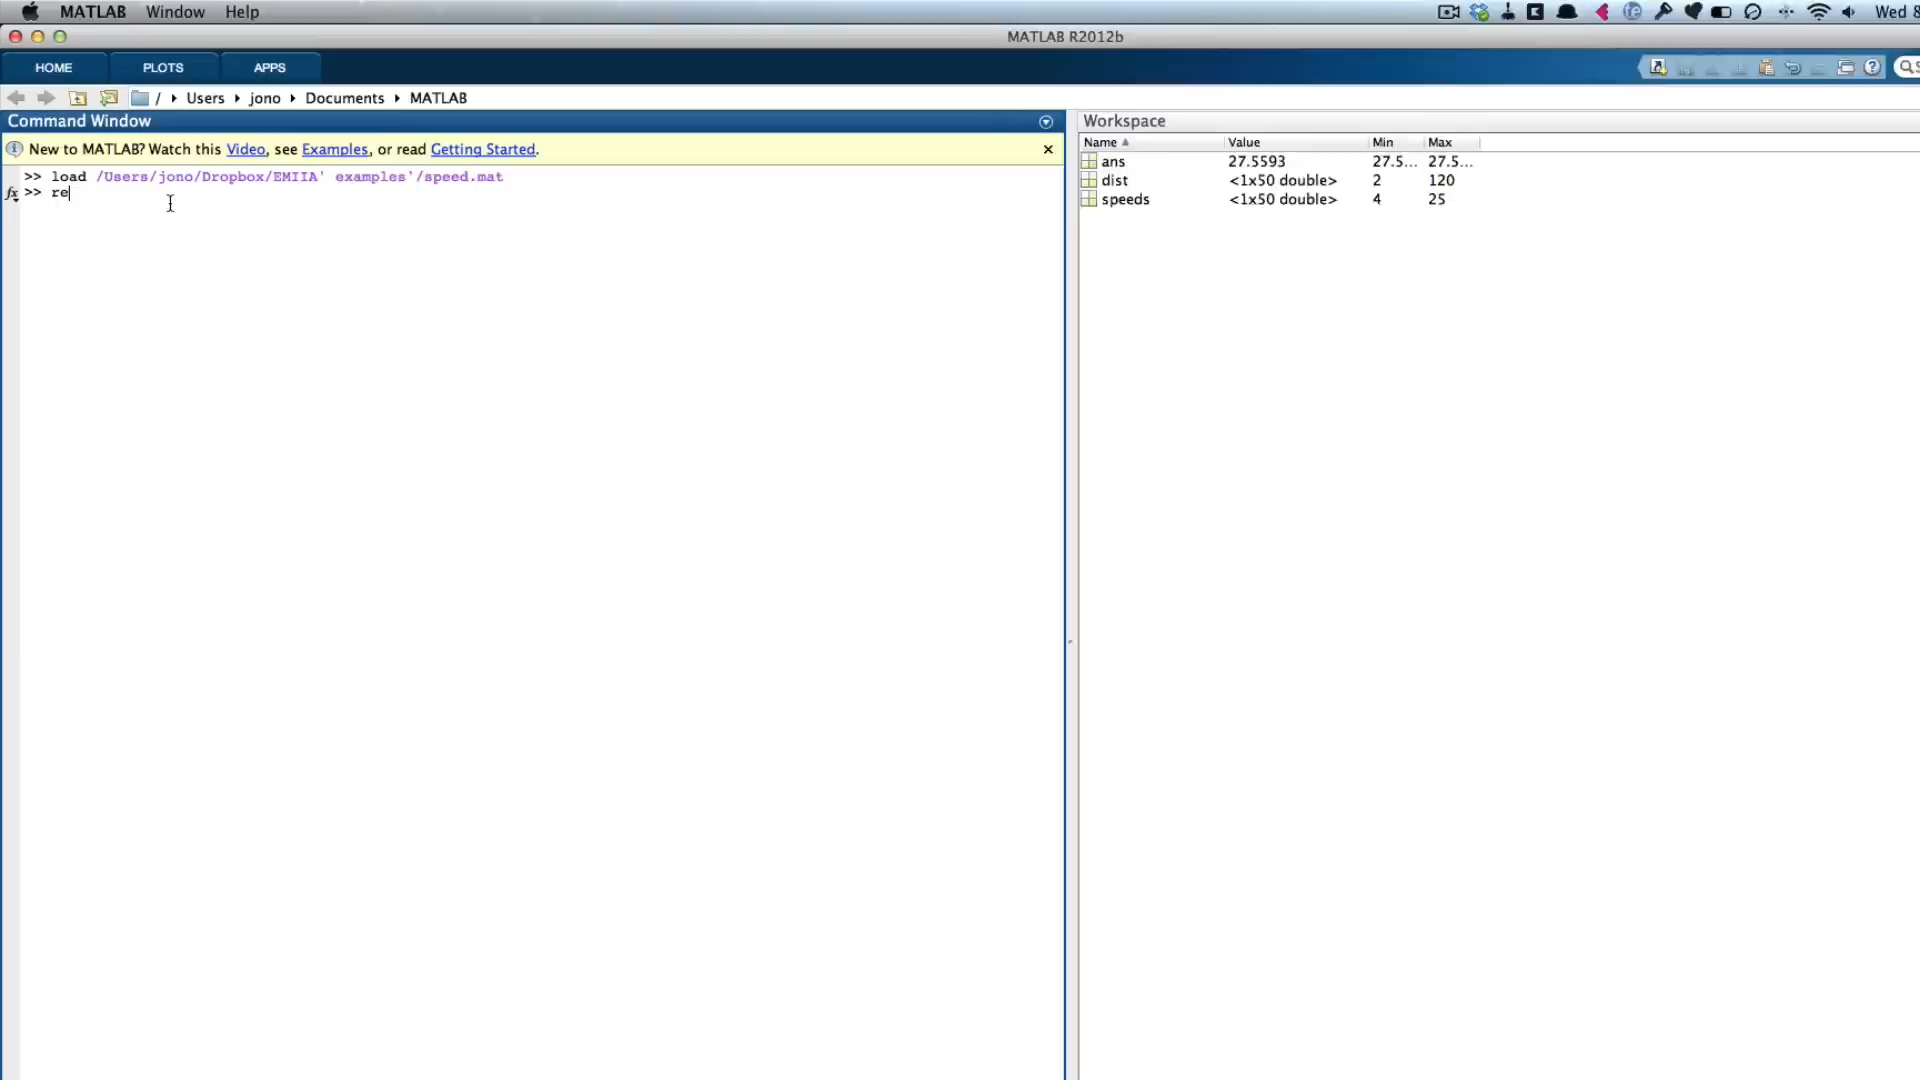 MATLAB Window Help Wed 8
MATLAB R2012b
HOME PLOTS APPS
/ Users jono Documents MATLAB
Command Window
New to MATLAB? Watch this Video, see Examples, or read Getting Started.
>> load /Users/jono/Dropbox/EMIIA' examples'/speed.mat
fx >> re
Workspace
Name Value Min Max
ans 27.5593 27.5... 27.5...
dist <1x50 double> 2 120
speeds <1x50 double> 4 25